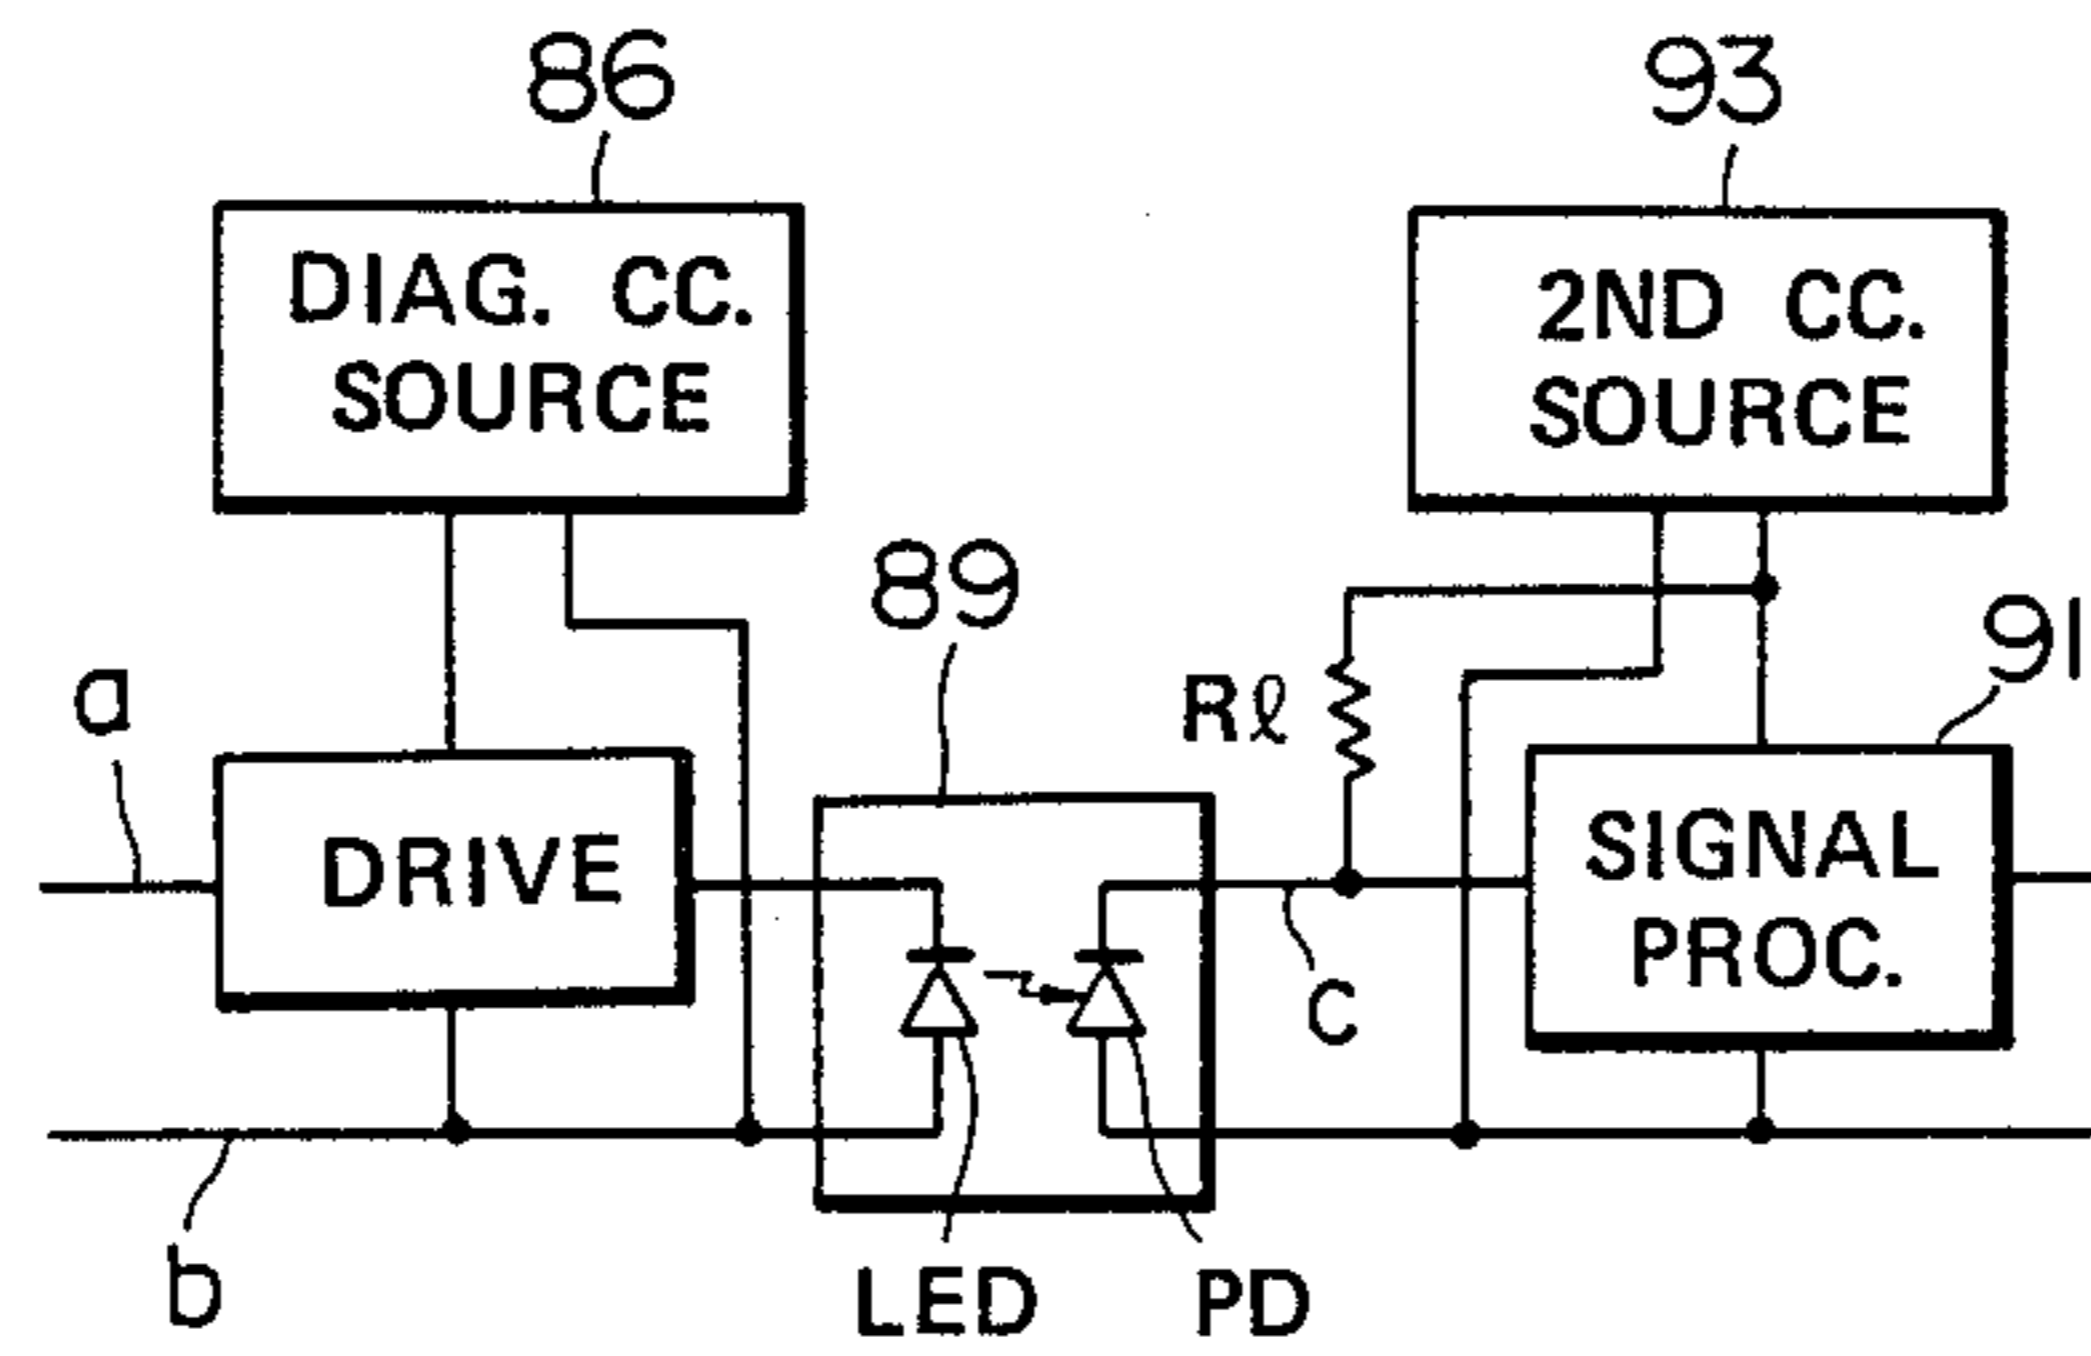 86
93
DIAG. CC.
SOURCE
2ND CC.
SOURCE
89
91
a
Rℓ
DRIVE
SIGNAL
PROC.
C
b
LED
PD